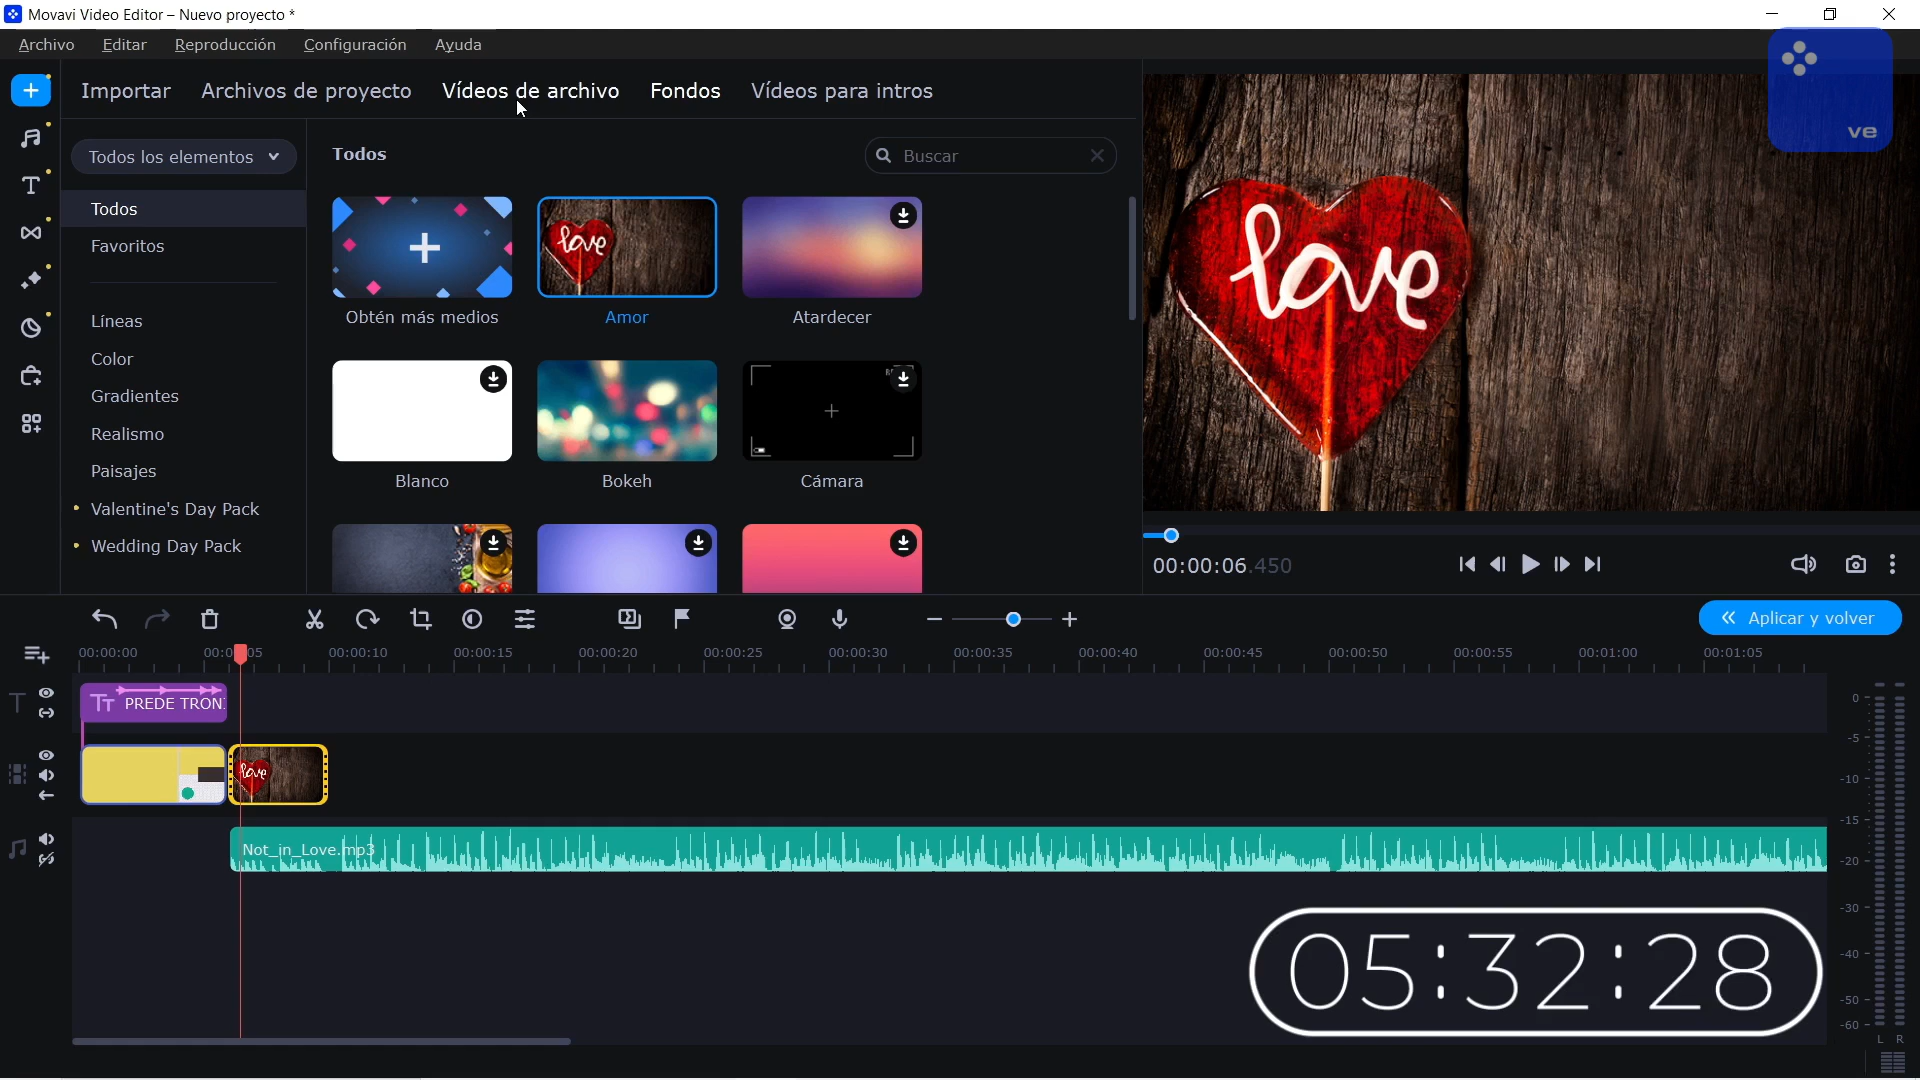 Movavi Video Editor – Nuevo proyecto *
Archivo Editar Reproducción Configuración Ayuda
Importar Archivos de proyecto Vídeos de archivo Fondos Vídeos para intros
ve
Todos los elementos
Todos
Buscar
Todos
Favoritos
Líneas
Color
Gradientes
Realismo
Paisajes
Valentine's Day Pack
Wedding Day Pack
love
Obtén más medios
Amor
Atardecer
Blanco
Bokeh
Cámara
love
00:00:06.450
Aplicar y volver
00:00:00 00:00:05 00:00:10 00:00:15 00:00:20 00:00:25 00:00:30 00:00:35 00:00:40 00:00:45 00:00:50 00:00:55 00:01:00 00:01:05
PREDE TRON
love
Not_in_Love.mp3
0
-5
-10
-15
-20
-30
-40
-50
-60
L R
05:32:28